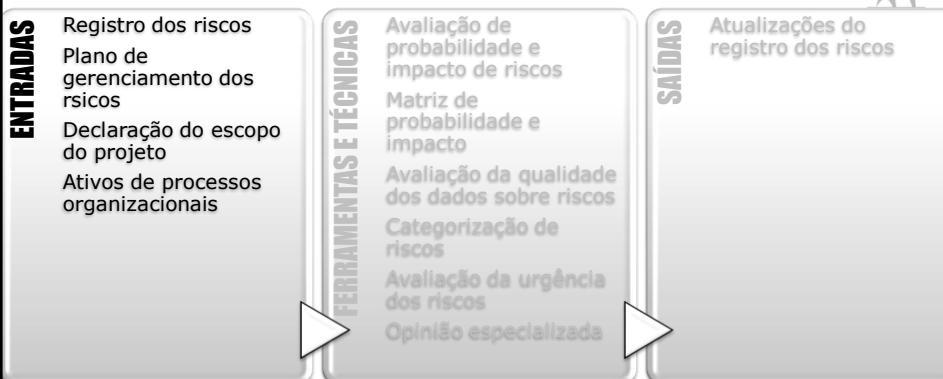 ENTRADAS
Registro dos riscos
Plano de
gerenciamento dos
rsicos
Declaração do escopo
do projeto
Ativos de processos
organizacionais
FERRAMENTAS E TÉCNICAS
Avaliação de
probabilidade e
impacto de riscos
Matriz de
probabilidade e
impacto
Avaliação da qualidade
dos dados sobre riscos
Categorização de
riscos
Avaliação da urgência
dos riscos
Opinião especializada
SAÍDAS
Atualizações do
registro dos riscos